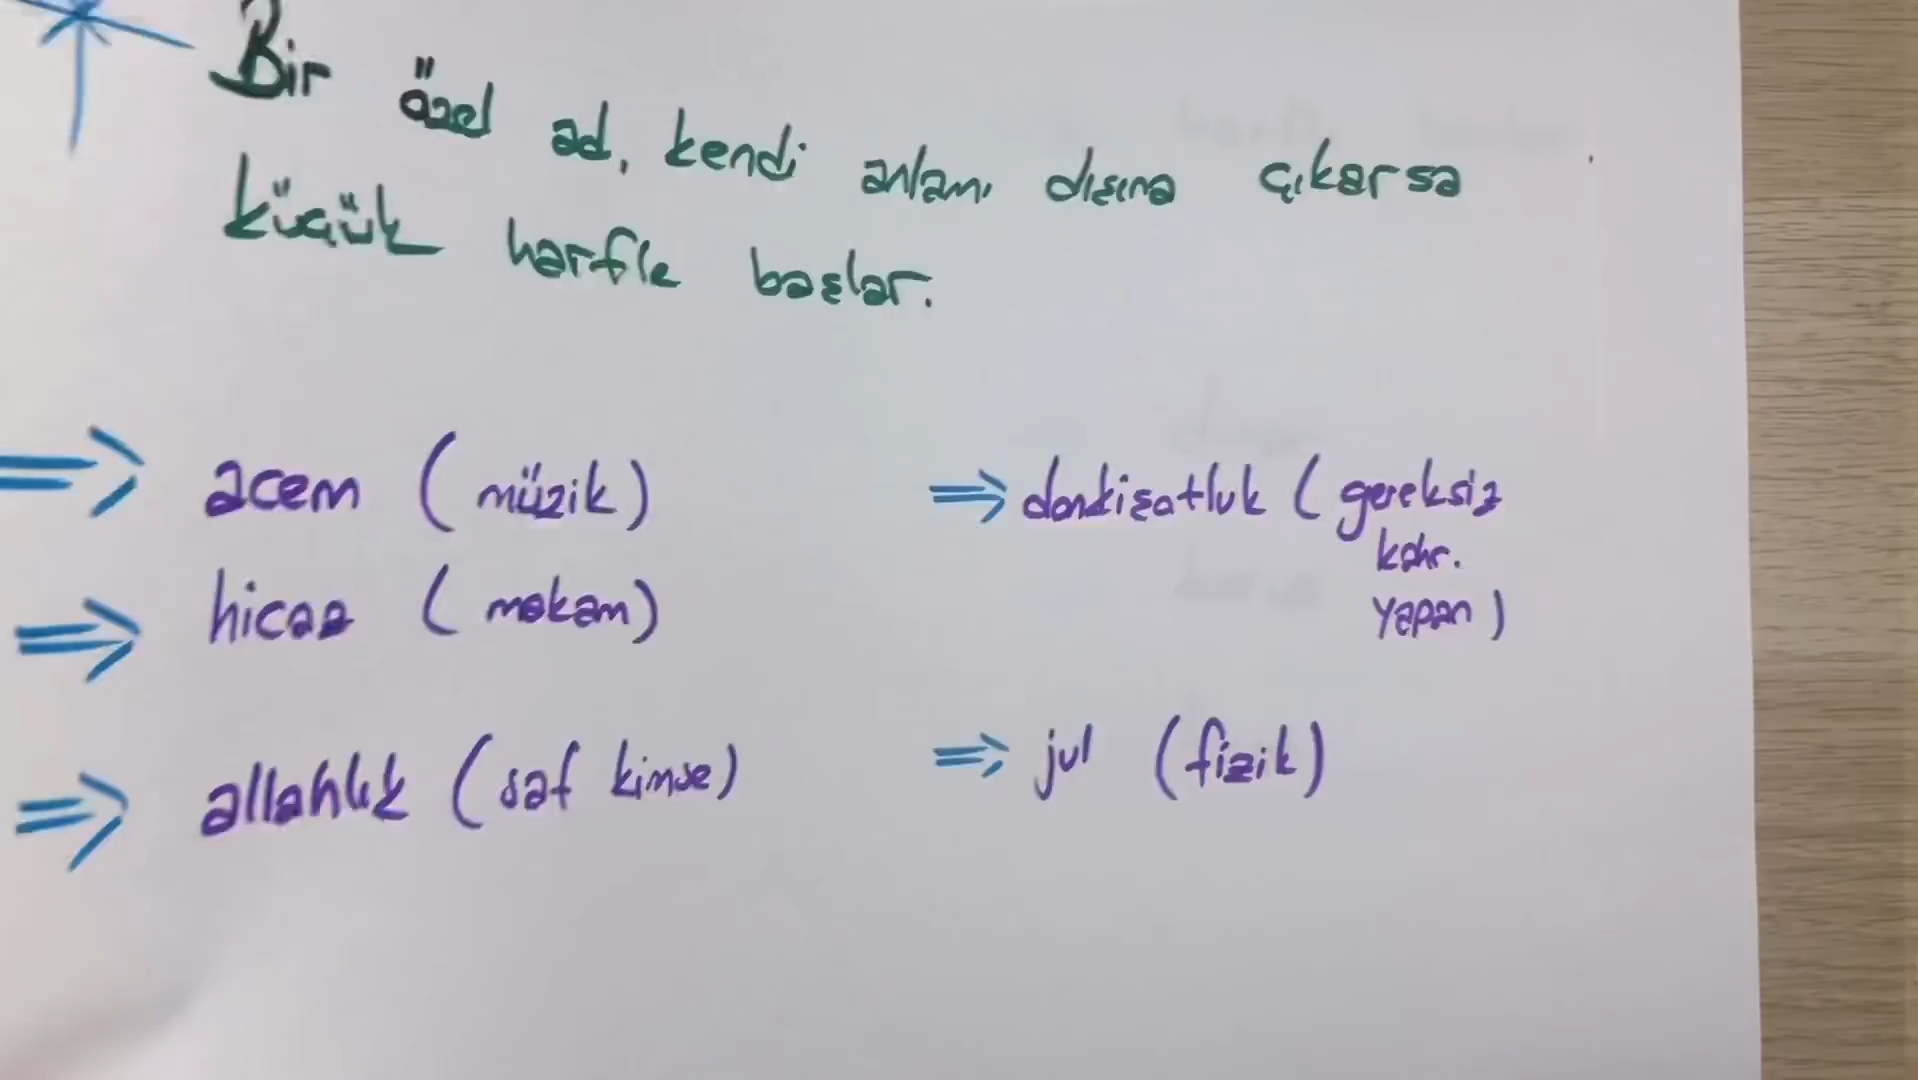 Bir özel ad, kendi anlamı dışına çıkarsa
küçük harfle başlar.
acem (müzik)
hicaz (makam)
allahlık (saf kimse)
donkişotluk (gereksiz
kahr.
yapan)
jul (fizik)